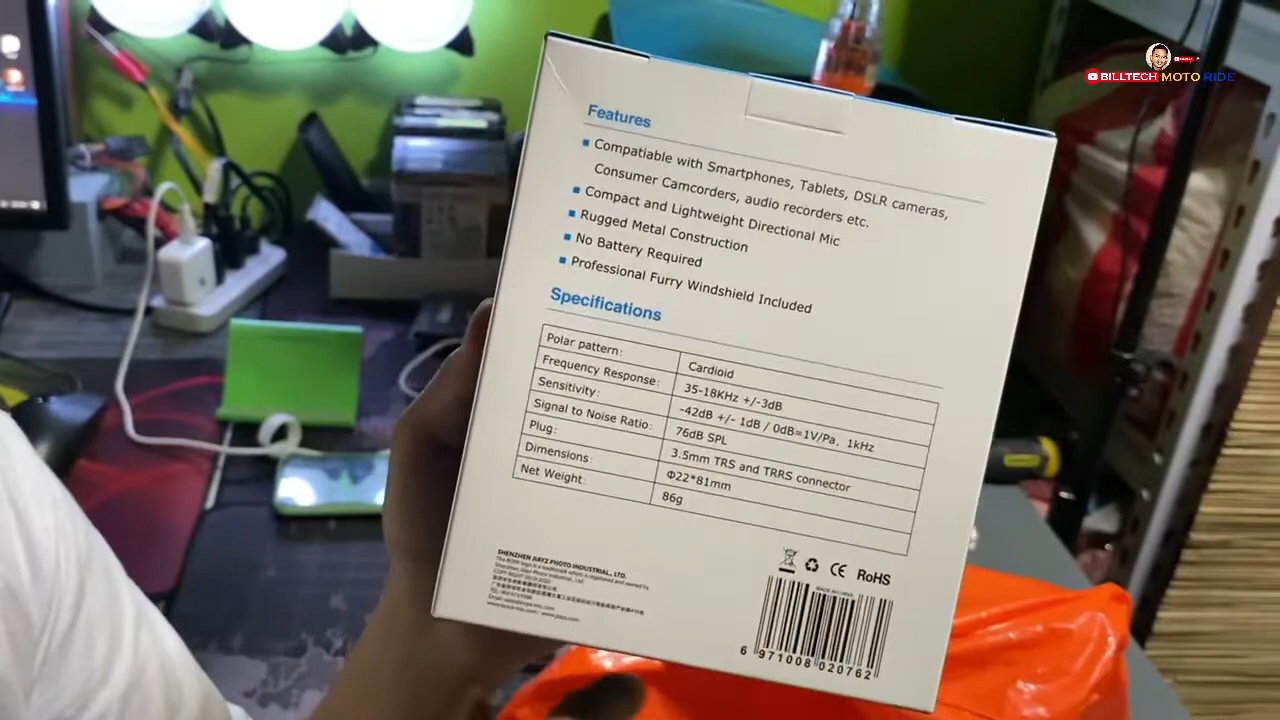 BILLTECH MOTO RIDE
Features
Compatiable with Smartphones, Tablets, DSLR cameras,
Consumer Camcorders, audio recorders etc.
Compact and Lightweight Directional Mic
Rugged Metal Construction
No Battery Required
Professional Furry Windshield Included
Specifications
Polar pattern: Cardioid
Frequency Response: 35-18KHz +/-3dB
Sensitivity: -42dB +/- 1dB / 0dB=1V/Pa, 1kHz
Signal to Noise Ratio: 76dB SPL
Plug: 3.5mm TRS and TRRS connector
Dimensions: Φ22*81mm
Net Weight: 86g
SHENZHEN JIAYZ PHOTO INDUSTRIAL., LTD.
CE RoHS
MADE IN CHINA
6 971008 020762